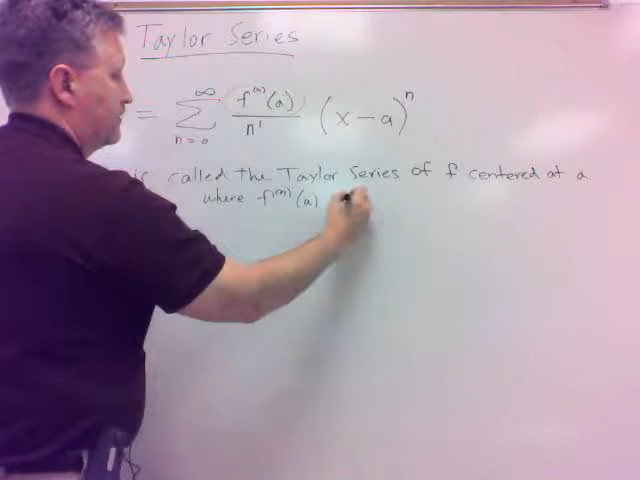 Taylor Series
= ∑_{n=0}^{∞} f^{(n)}(a)/n! (x-a)^n
is called the Taylor Series of f centered at a
where f^{(n)}(a)